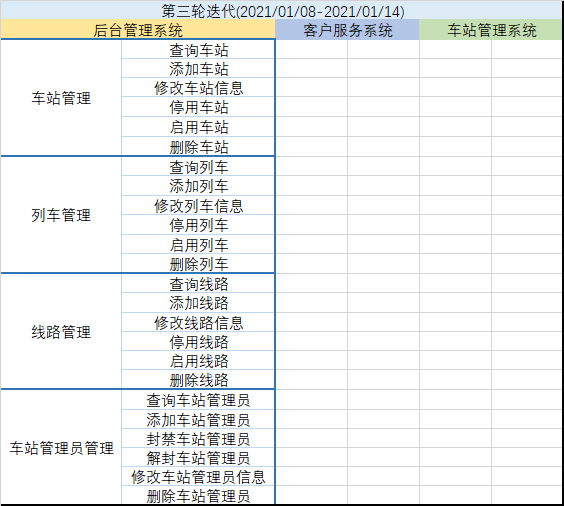 第三轮迭代(2021/01/08-2021/01/14)
后台管理系统 客户服务系统 车站管理系统
车站管理
查询车站
添加车站
修改车站信息
停用车站
启用车站
删除车站
列车管理
查询列车
添加列车
修改列车信息
停用列车
启用列车
删除列车
线路管理
查询线路
添加线路
修改线路信息
停用线路
启用线路
删除线路
车站管理员管理
查询车站管理员
添加车站管理员
封禁车站管理员
解封车站管理员
修改车站管理员信息
删除车站管理员